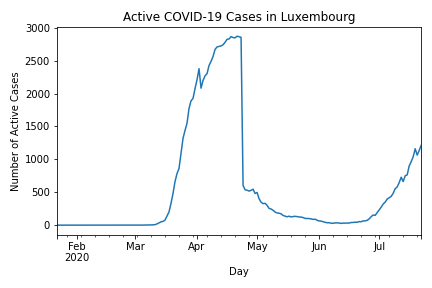 Active COVID-19 Cases in Luxembourg
Number of Active Cases
3000
2500
2000
1500
1000
500
0
Feb
2020
Mar
Apr
May
Jun
Jul
Day